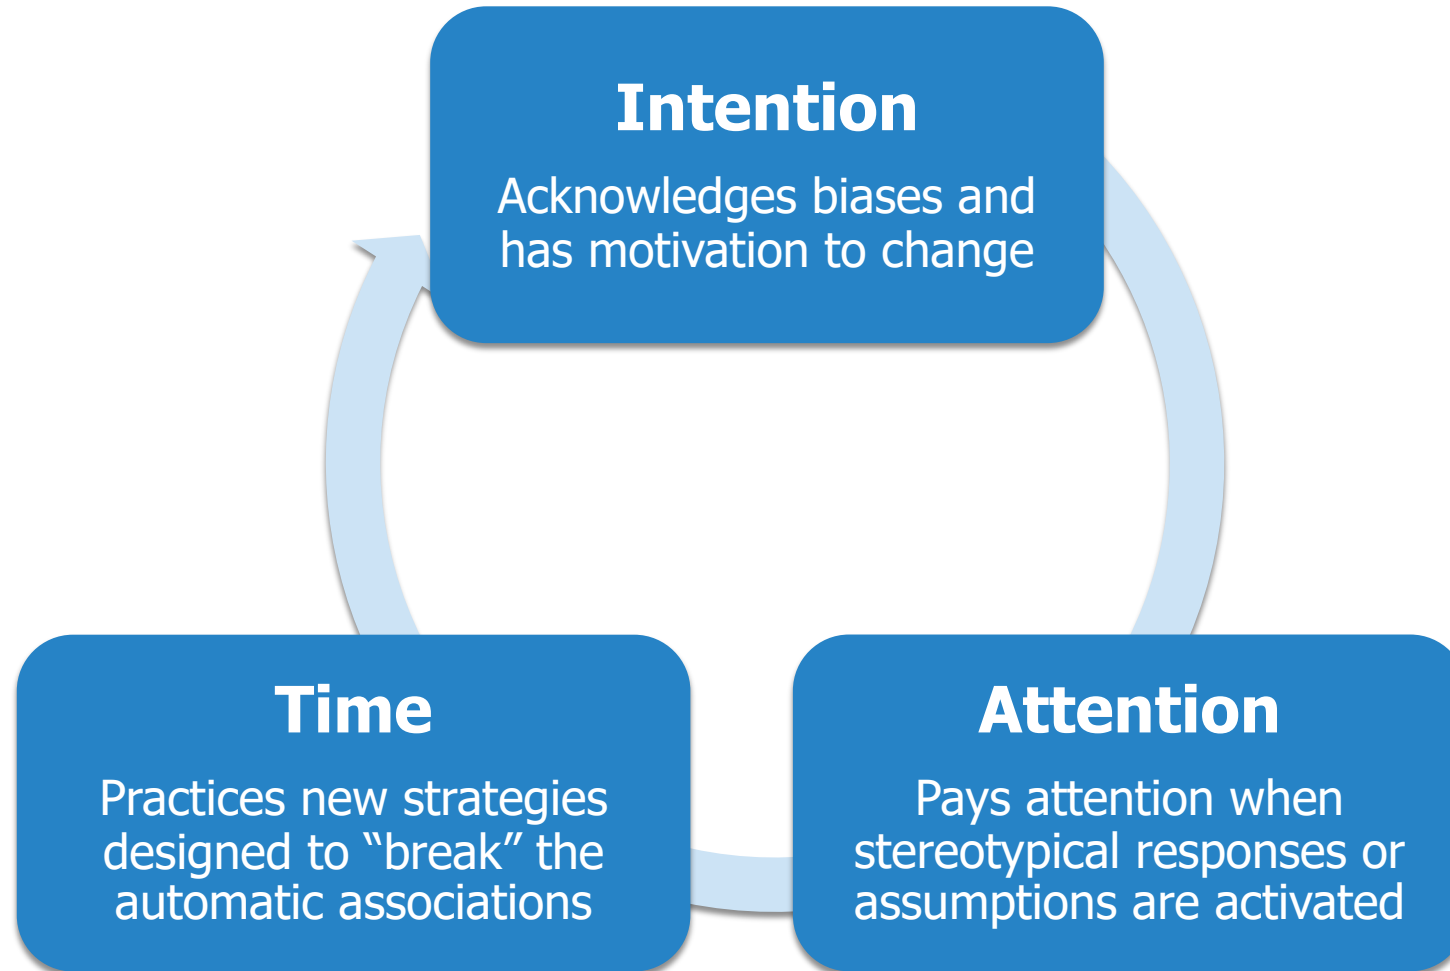 Intention
Acknowledges biases and
has motivation to change
Time
Practices new strategies
designed to “break” the
automatic associations
Attention
Pays attention when
stereotypical responses or
assumptions are activated